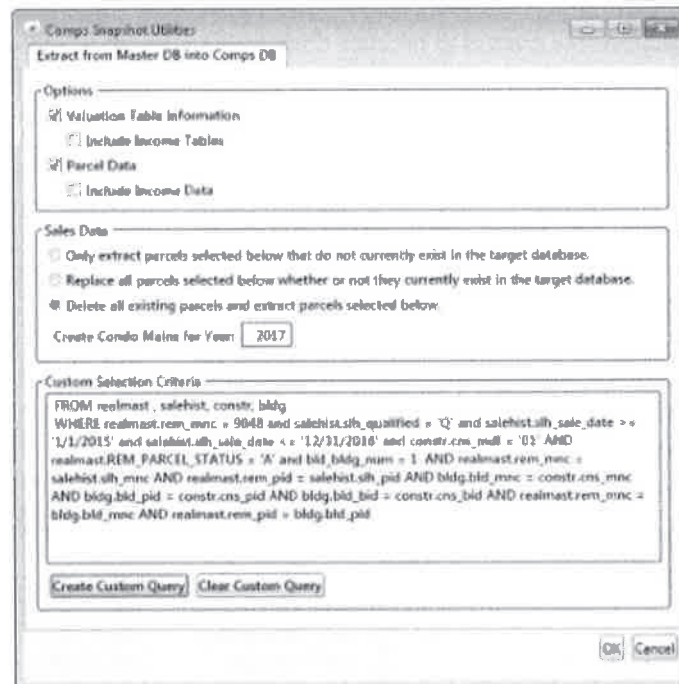 Comps Snapshot Utilities
Extract from Master DB into Comps DB
Options
Valuation Table Information
Include Income Tables
Parcel Data
Include Income Data
Sales Data
Only extract parcels selected below that do not currently exist in the target database.
Replace all parcels selected below whether or not they currently exist in the target database.
Delete all existing parcels and extract parcels selected below.
Create Condo Mains for Year: 2017
Custom Selection Criteria
FROM realmast , salehist, constr, bldg
WHERE realmast.rem_mnc = 9048 and salehist.slh_qualified = 'Q' and salehist.slh_sale_date > =
'1/1/2015' and salehist.slh_sale_date < = '12/31/2016' and constr.cns_mdl = '01' AND
realmast.REM_PARCEL_STATUS = 'A' and bld_bldg_num = 1 AND realmast.rem_mnc =
salehist.slh_mnc AND realmast.rem_pid = salehist.slh_pid AND bldg.bld_mnc = constr.cns_mnc
AND bldg.bld_pid = constr.cns_pid AND bldg.bld_bid = constr.cns_bid AND realmast.rem_mnc =
bldg.bld_mnc AND realmast.rem_pid = bldg.bld_pid
Create Custom Query Clear Custom Query
OK Cancel